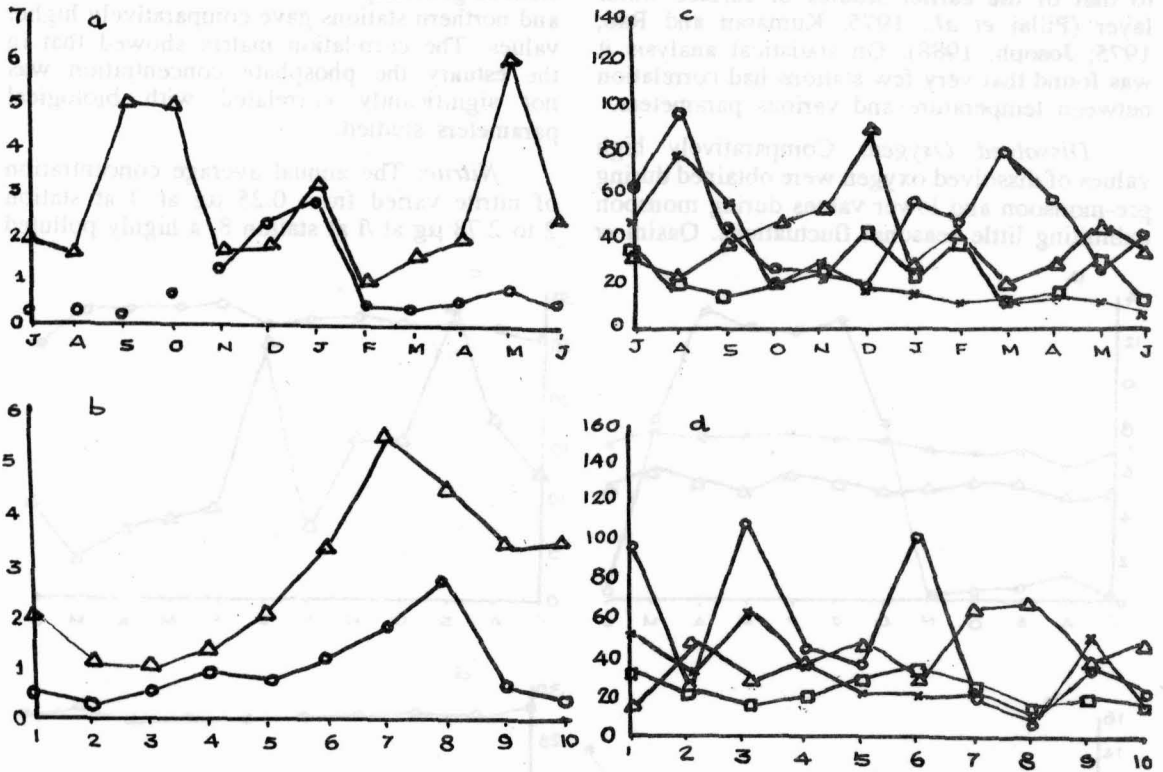 and northern stations gave comparatively higher
values. The correlation matrix showed that in
the estuary the phosphate concentration was
not significantly correlated with biological
parameters studied.
Nitrite: The annual average concentration
of nitrite varied from 0.25 µg at at station
to 2. µg at /l at station 8 a highly polluted
to that of the earlier
layer (Pillai et al., 1975; Kumaran and Rao,
1975; Joseph, 1988). On statistical analysis, it
was found that very few stations had correlation
between temperature and various parameters.
Dissolved Oxygen: Comparatively high
values of dissolved oxygen were obtained during
pre-monsoon and lower values during monsoon
little seasonal fluctuations. Qasim
a
7
6
5
4
3
2
1
0
J A S O N D J F M A M J
c
140
120
100
80
60
40
20
0
J A S O N D J F M A M J
b
6
5
4
3
2
1
0
1 2 3 4 5 6 7 8 9 10
d
160
140
120
100
80
60
40
20
0
1 2 3 4 5 6 7 8 9 10